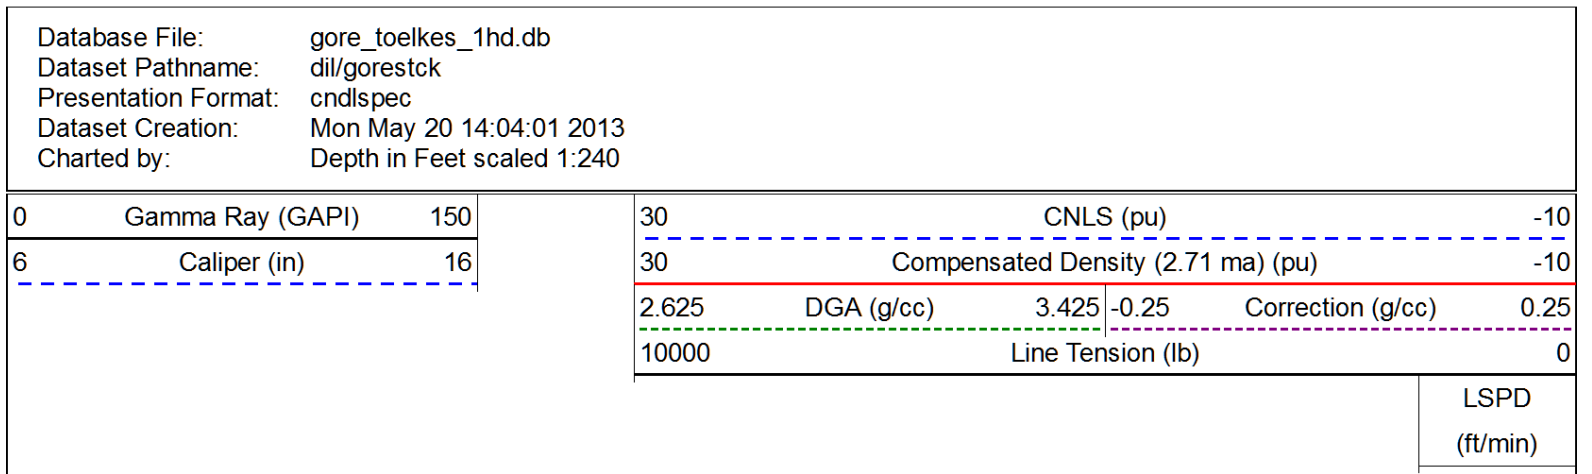 Database File: gore_toelkes_1hd.db
Dataset Pathname: dil/gorestck
Presentation Format: cndlspec
Dataset Creation: Mon May 20 14:04:01 2013
Charted by: Depth in Feet scaled 1:240
0 Gamma Ray (GAPI) 150 30 CNLS (pu) -10
6 Caliper (in) 16 30 Compensated Density (2.71 ma) (pu) -10
2.625 DGA (g/cc) 3.425 -0.25 Correction (g/cc) 0.25
10000 Line Tension (lb) 0
LSPD
(ft/min)